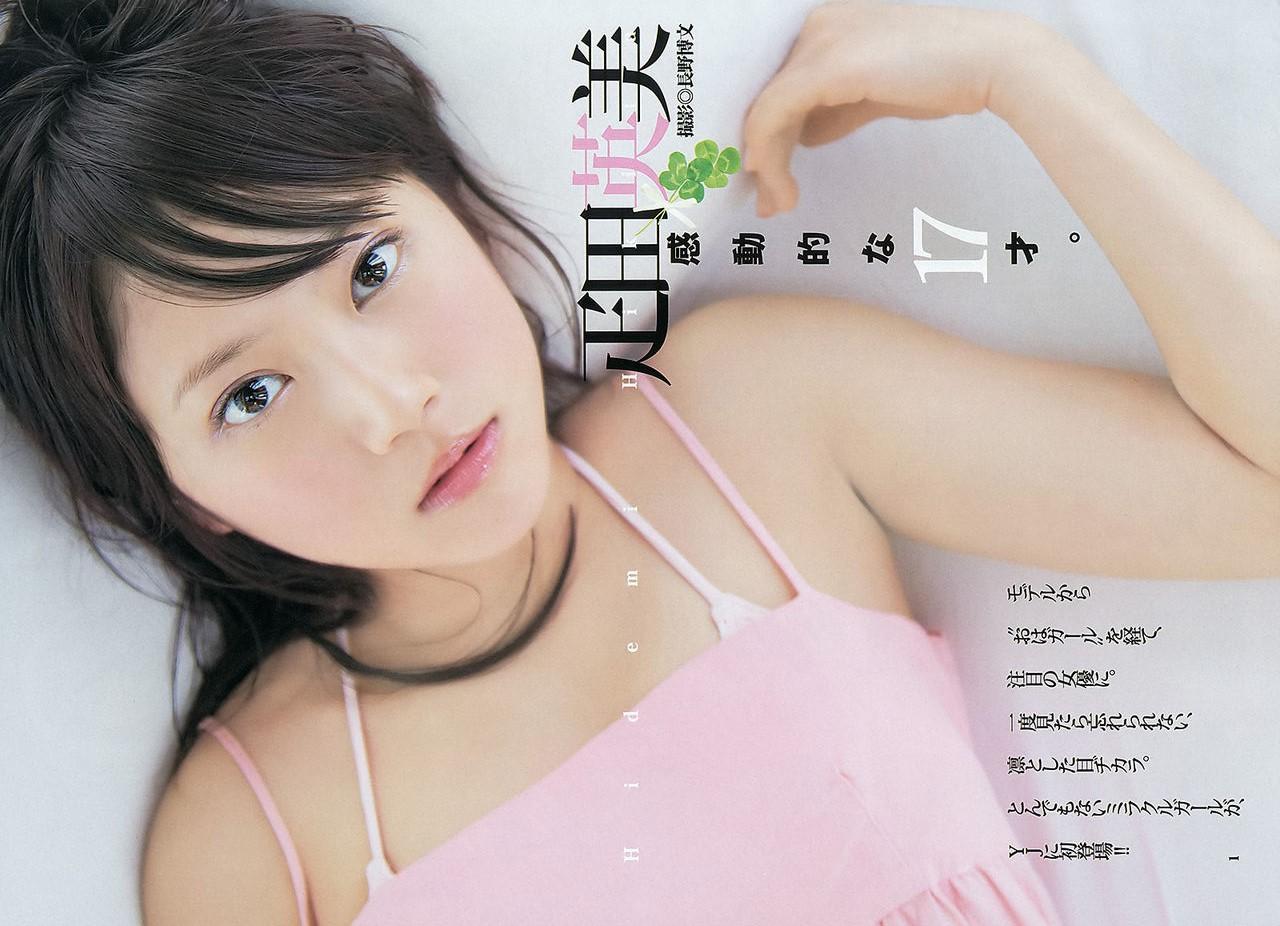 疋田英美
撮影◎長野博文
感動的な17才。
Hidemi Hi
モデルから
“おはガール”を経て、
注目の女優に。
一度見たら忘れられない、
凛とした目ヂカラ。
とんでもないミラクルガールが、
YJに初登場!!
1